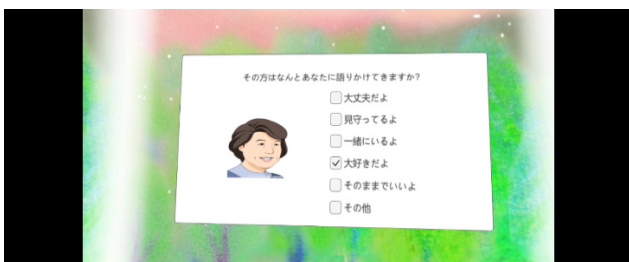 その方はなんとあなたに語りかけてきますか?
大丈夫だよ
見守ってるよ
一緒にいるよ
大好きだよ
そのままでいいよ
その他